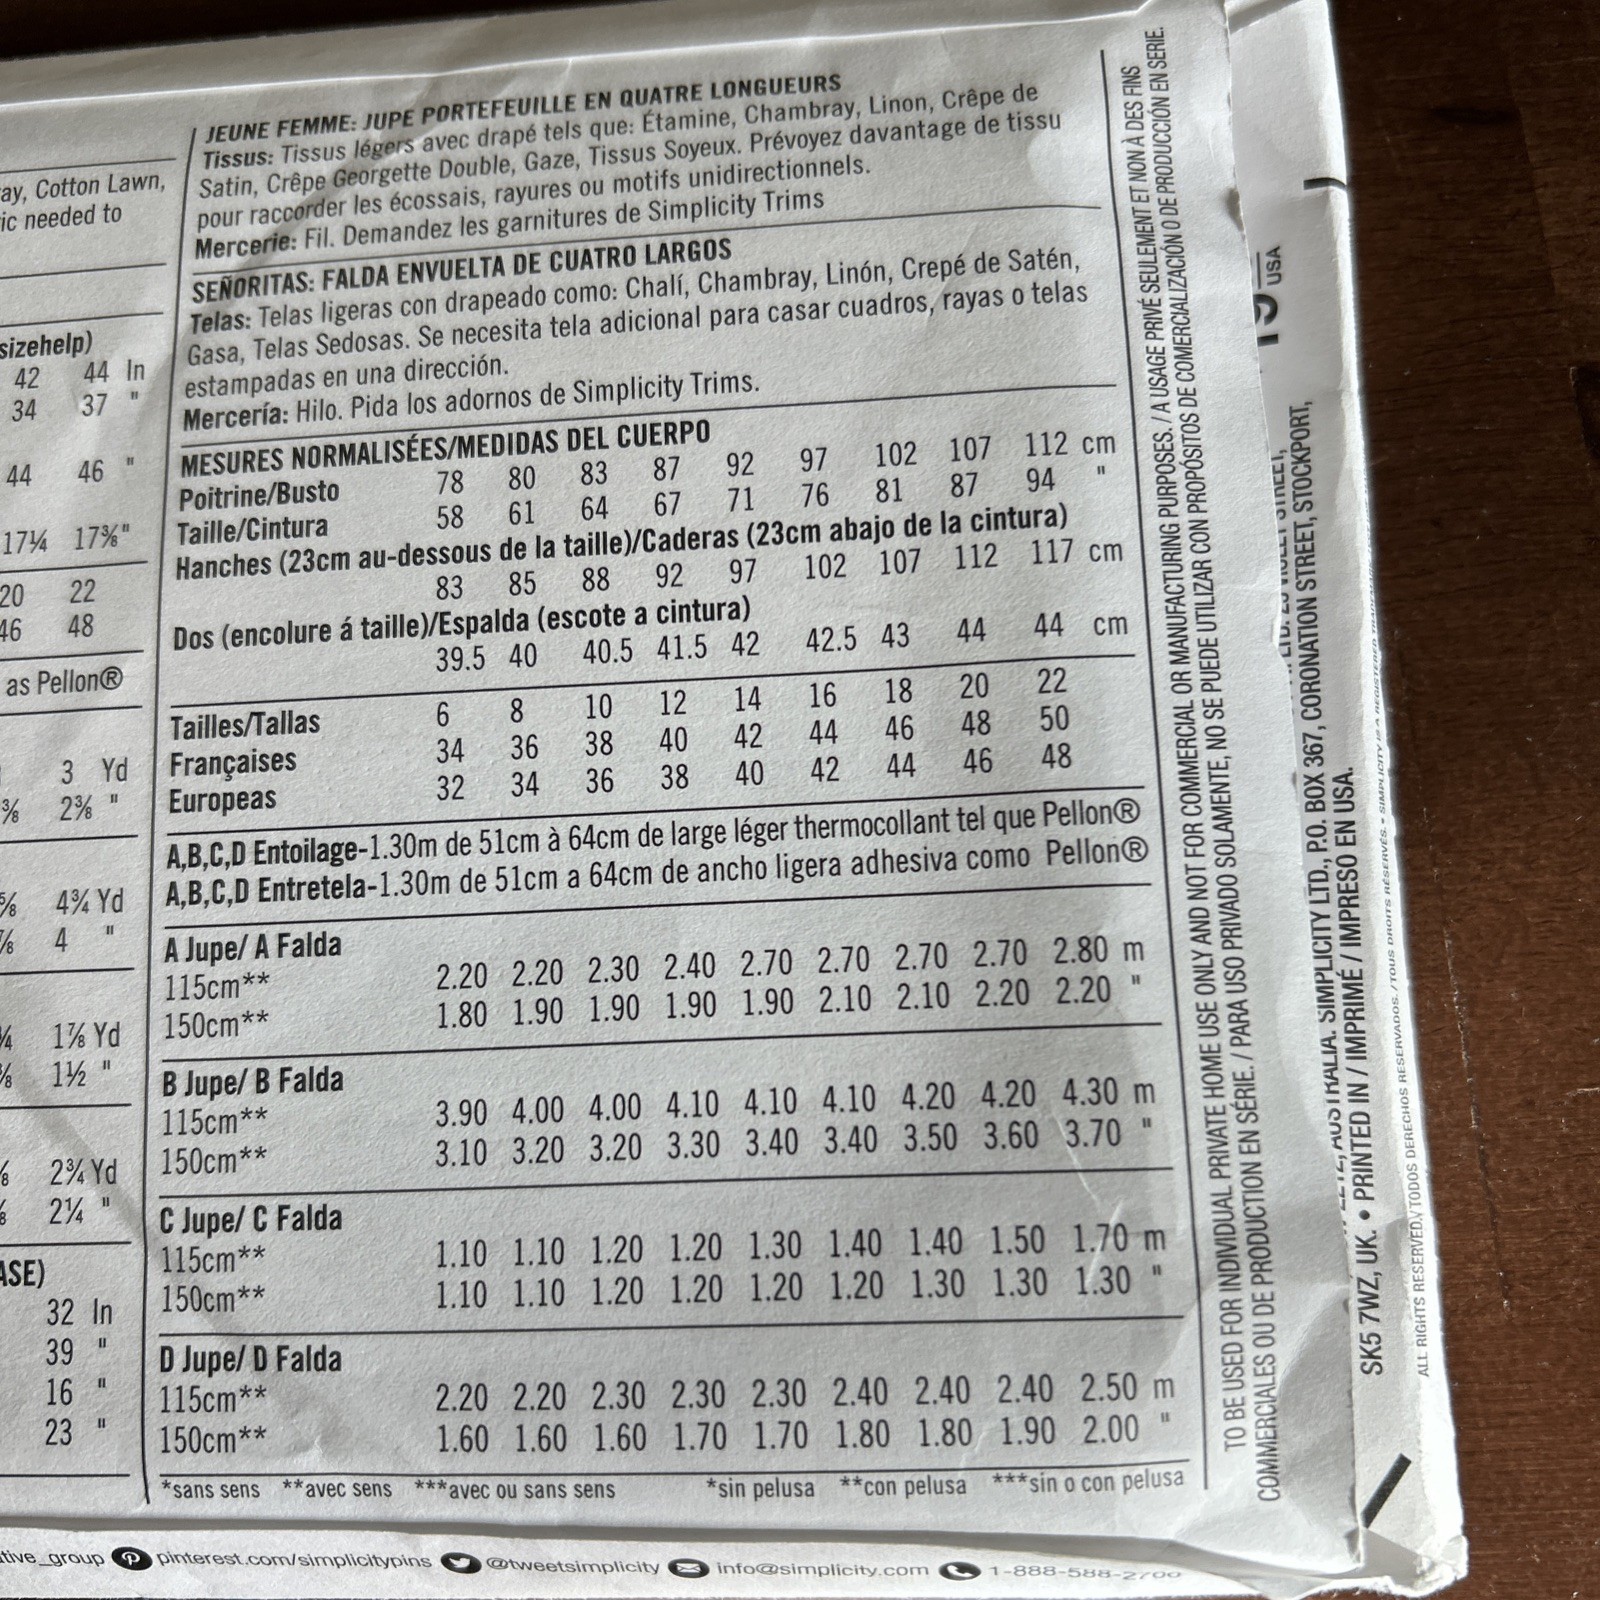 ay, Cotton Lawn,
ic needed to
sizehelp)
42 44 In
34 37 "
44 46 "
17¼ 17⅜"
20 22
46 48
as Pellon®
3 Yd
⅜ 2⅜ "
⅝ 4¾ Yd
⅞ 4 "
1⅞ Yd
1½ "
2¾ Yd
2¼ "
ASE)
32 In
39 "
16 "
23 "
JEUNE FEMME: JUPE PORTEFEUILLE EN QUATRE LONGUEURS
Tissus: Tissus légers avec drapé tels que: Étamine, Chambray, Linon, Crêpe de
Satin, Crêpe Georgette Double, Gaze, Tissus Soyeux. Prévoyez davantage de tissu
pour raccorder les écossais, rayures ou motifs unidirectionnels.
Mercerie: Fil. Demandez les garnitures de Simplicity Trims
SEÑORITAS: FALDA ENVUELTA DE CUATRO LARGOS
Telas: Telas ligeras con drapeado como: Chalí, Chambray, Linón, Crepé de Satén,
Gasa, Telas Sedosas. Se necesita tela adicional para casar cuadros, rayas o telas
estampadas en una dirección.
Mercería: Hilo. Pida los adornos de Simplicity Trims.
MESURES NORMALISÉES/MEDIDAS DEL CUERPO
Poitrine/Busto 78 80 83 87 92 97 102 107 112 cm
Taille/Cintura 58 61 64 67 71 76 81 87 94 "
Hanches (23cm au-dessous de la taille)/Caderas (23cm abajo de la cintura)
83 85 88 92 97 102 107 112 117 cm
Dos (encolure á taille)/Espalda (escote a cintura)
39.5 40 40.5 41.5 42 42.5 43 44 44 cm
Tailles/Tallas 6 8 10 12 14 16 18 20 22
Françaises 34 36 38 40 42 44 46 48 50
Europeas 32 34 36 38 40 42 44 46 48
A,B,C,D Entoilage-1.30m de 51cm à 64cm de large léger thermocollant tel que Pellon®
A,B,C,D Entretela-1.30m de 51cm a 64cm de ancho ligera adhesiva como Pellon®
A Jupe/ A Falda
115cm** 2.20 2.20 2.30 2.40 2.70 2.70 2.70 2.70 2.80 m
150cm** 1.80 1.90 1.90 1.90 1.90 2.10 2.10 2.20 2.20 "
B Jupe/ B Falda
115cm** 3.90 4.00 4.00 4.10 4.10 4.10 4.20 4.20 4.30 m
150cm** 3.10 3.20 3.20 3.30 3.40 3.40 3.50 3.60 3.70 "
C Jupe/ C Falda
115cm** 1.10 1.10 1.20 1.20 1.30 1.40 1.40 1.50 1.70 m
150cm** 1.10 1.10 1.20 1.20 1.20 1.20 1.30 1.30 1.30 "
D Jupe/ D Falda
115cm** 2.20 2.20 2.30 2.30 2.30 2.40 2.40 2.40 2.50 m
150cm** 1.60 1.60 1.60 1.70 1.70 1.80 1.80 1.90 2.00 "
*sans sens **avec sens ***avec ou sans sens *sin pelusa **con pelusa ***sin o con pelusa
TO BE USED FOR INDIVIDUAL PRIVATE HOME USE ONLY AND NOT FOR COMMERCIAL OR MANUFACTURING PURPOSES. / A USAGE PRIVÉ SEULEMENT ET NON À DES FINS
COMMERCIALES OU DE PRODUCTION EN SÉRIE. / PARA USO PRIVADO SOLAMENTE, NO SE PUEDE UTILIZAR CON PROPÓSITOS DE COMERCIALIZACIÓN O DE PRODUCCIÓN EN SERIE.
USA
AUSTRALIA. SIMPLICITY LTD., P.O. BOX 367, CORONATION STREET, STOCKPORT,
SK5 7WZ, UK. • PRINTED IN / IMPRIMÉ / IMPRESO EN USA.
ALL RIGHTS RESERVED./TODOS DERECHOS RESERVADOS./TOUS DROITS RÉSERVÉS. • SIMPLICITY IS A REGISTERED
tive_group pinterest.com/simplicitypins @tweetsimplicity info@simplicity.com 1-888-588-2700